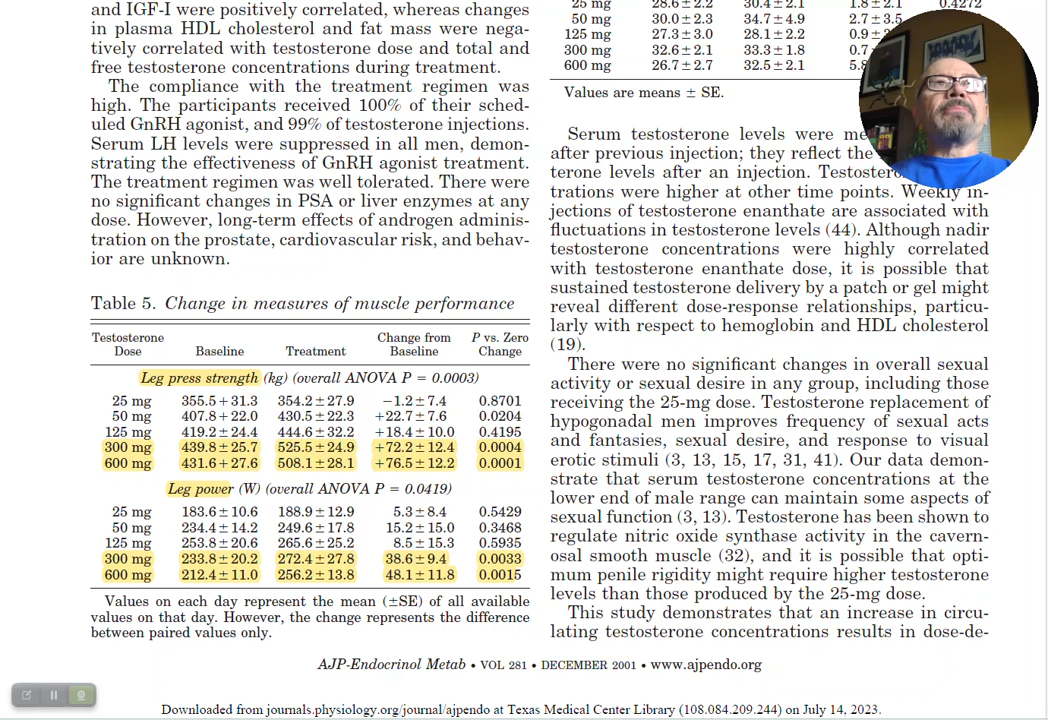 and IGF-I were positively correlated, whereas changes
in plasma HDL cholesterol and fat mass were nega-
tively correlated with testosterone dose and total and
free testosterone concentrations during treatment.
The compliance with the treatment regimen was
high. The participants received 100% of their sched-
uled GnRH agonist, and 99% of testosterone injections.
Serum LH levels were suppressed in all men, demon-
strating the effectiveness of GnRH agonist treatment.
The treatment regimen was well tolerated. There were
no significant changes in PSA or liver enzymes at any
dose. However, long-term effects of androgen adminis-
tration on the prostate, cardiovascular risk, and behav-
ior are unknown.
Table 5. Change in measures of muscle performance
Testosterone Dose Baseline Treatment Change from Baseline P vs. Zero Change
Leg press strength (kg) (overall ANOVA P = 0.0003)
25 mg 355.5 + 31.3 354.2 ± 27.9 −1.2 ± 7.4 0.8701
50 mg 407.8 ± 22.0 430.5 ± 22.3 +22.7 ± 7.6 0.0204
125 mg 419.2 ± 24.4 444.6 ± 32.2 +18.4 ± 10.0 0.4195
300 mg 439.8 ± 25.7 525.5 ± 24.9 +72.2 ± 12.4 0.0004
600 mg 431.6 + 27.6 508.1 ± 28.1 +76.5 ± 12.2 0.0001
Leg power (W) (overall ANOVA P = 0.0419)
25 mg 183.6 ± 10.6 188.9 ± 12.9 5.3 ± 8.4 0.5429
50 mg 234.4 ± 14.2 249.6 ± 17.8 15.2 ± 15.0 0.3468
125 mg 253.8 ± 20.6 265.6 ± 25.2 8.5 ± 15.3 0.5935
300 mg 233.8 ± 20.2 272.4 ± 27.8 38.6 ± 9.4 0.0033
600 mg 212.4 ± 11.0 256.2 ± 13.8 48.1 ± 11.8 0.0015
Values on each day represent the mean (±SE) of all available
values on that day. However, the change represents the difference
between paired values only.
25 mg 28.6 ± 2.2 30.4 ± 2.1 1.8 ± 2.1 0.4272
50 mg 30.0 ± 2.3 34.7 ± 4.9 2.7 ± 3.5
125 mg 27.3 ± 3.0 28.1 ± 2.2 0.9 ±
300 mg 32.6 ± 2.1 33.3 ± 1.8 0.7
600 mg 26.7 ± 2.7 32.5 ± 2.1 5.8
Values are means ± SE.
Serum testosterone levels were
after previous injection; they reflect the
terone levels after an injection.
trations were higher at other time points. Weekly in-
jections of testosterone enanthate are associated with
fluctuations in testosterone levels (44). Although nadir
testosterone concentrations were highly correlated
with testosterone enanthate dose, it is possible that
sustained testosterone delivery by a patch or gel might
reveal different dose-response relationships, particu-
larly with respect to hemoglobin and HDL cholesterol
(19).
There were no significant changes in overall sexual
activity or sexual desire in any group, including those
receiving the 25-mg dose. Testosterone replacement of
hypogonadal men improves frequency of sexual acts
and fantasies, sexual desire, and response to visual
erotic stimuli (3, 13, 15, 17, 31, 41). Our data demon-
strate that serum testosterone concentrations at the
lower end of male range can maintain some aspects of
sexual function (3, 13). Testosterone has been shown to
regulate nitric oxide synthase activity in the cavern-
osal smooth muscle (32), and it is possible that opti-
mum penile rigidity might require higher testosterone
levels than those produced by the 25-mg dose.
This study demonstrates that an increase in circu-
lating testosterone concentrations results in dose-de-
AJP-Endocrinol Metab • VOL 281 • DECEMBER 2001 • www.ajpendo.org
Downloaded from journals.physiology.org/journal/ajpendo at Texas Medical Center Library (108.084.209.244) on July 14, 2023.